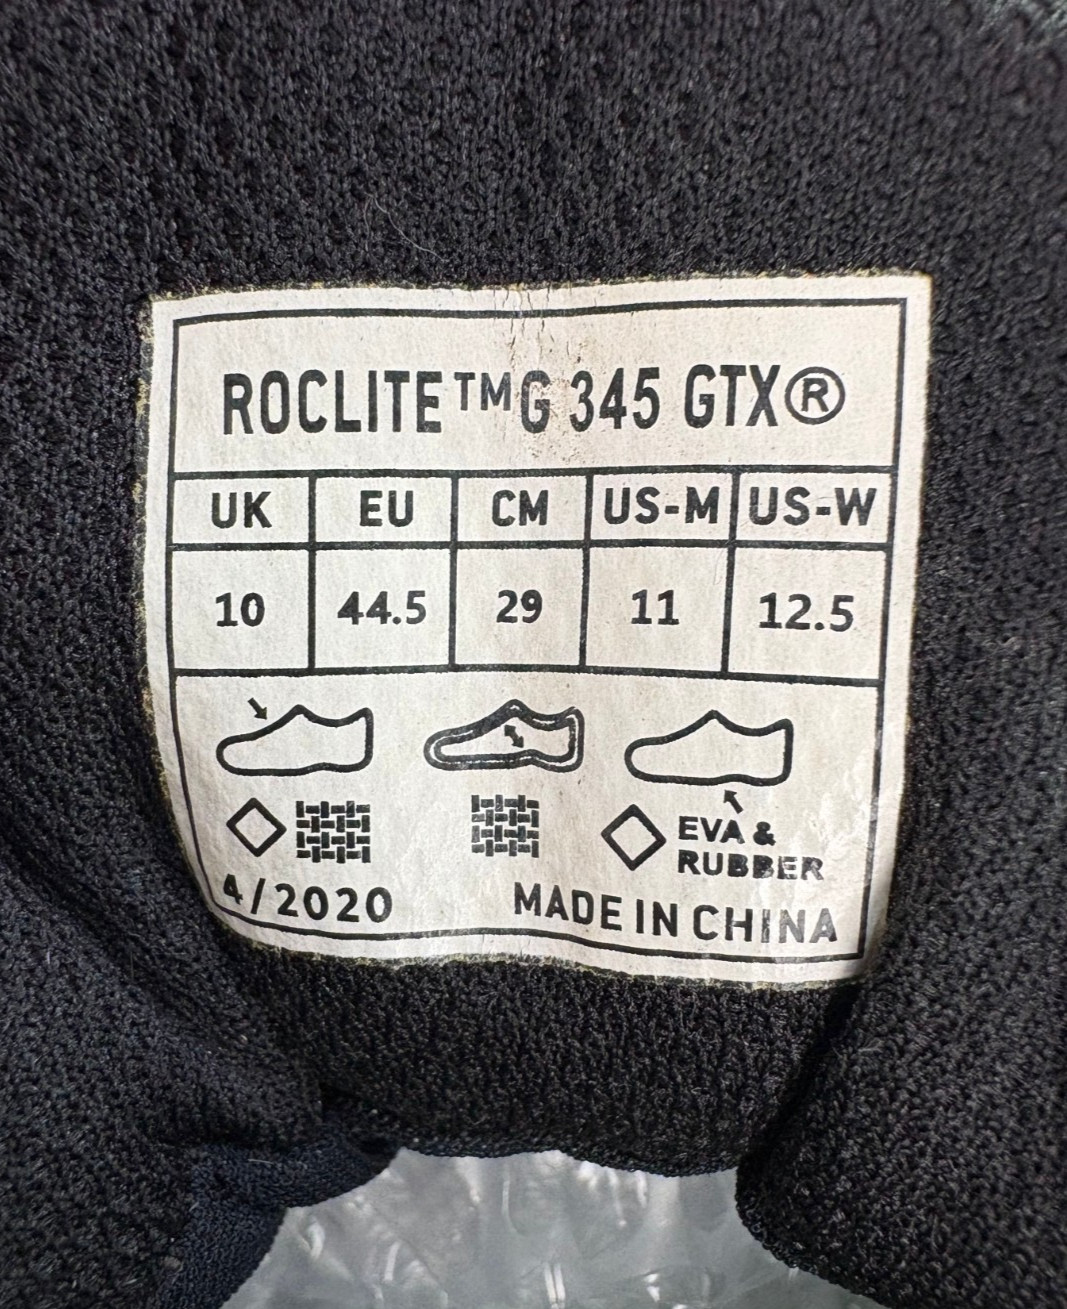 ROCLITE™G 345 GTX®
UK EU CM US-M US-W
10 44.5 29 11 12.5
EVA &
RUBBER
4/2020 MADE IN CHINA